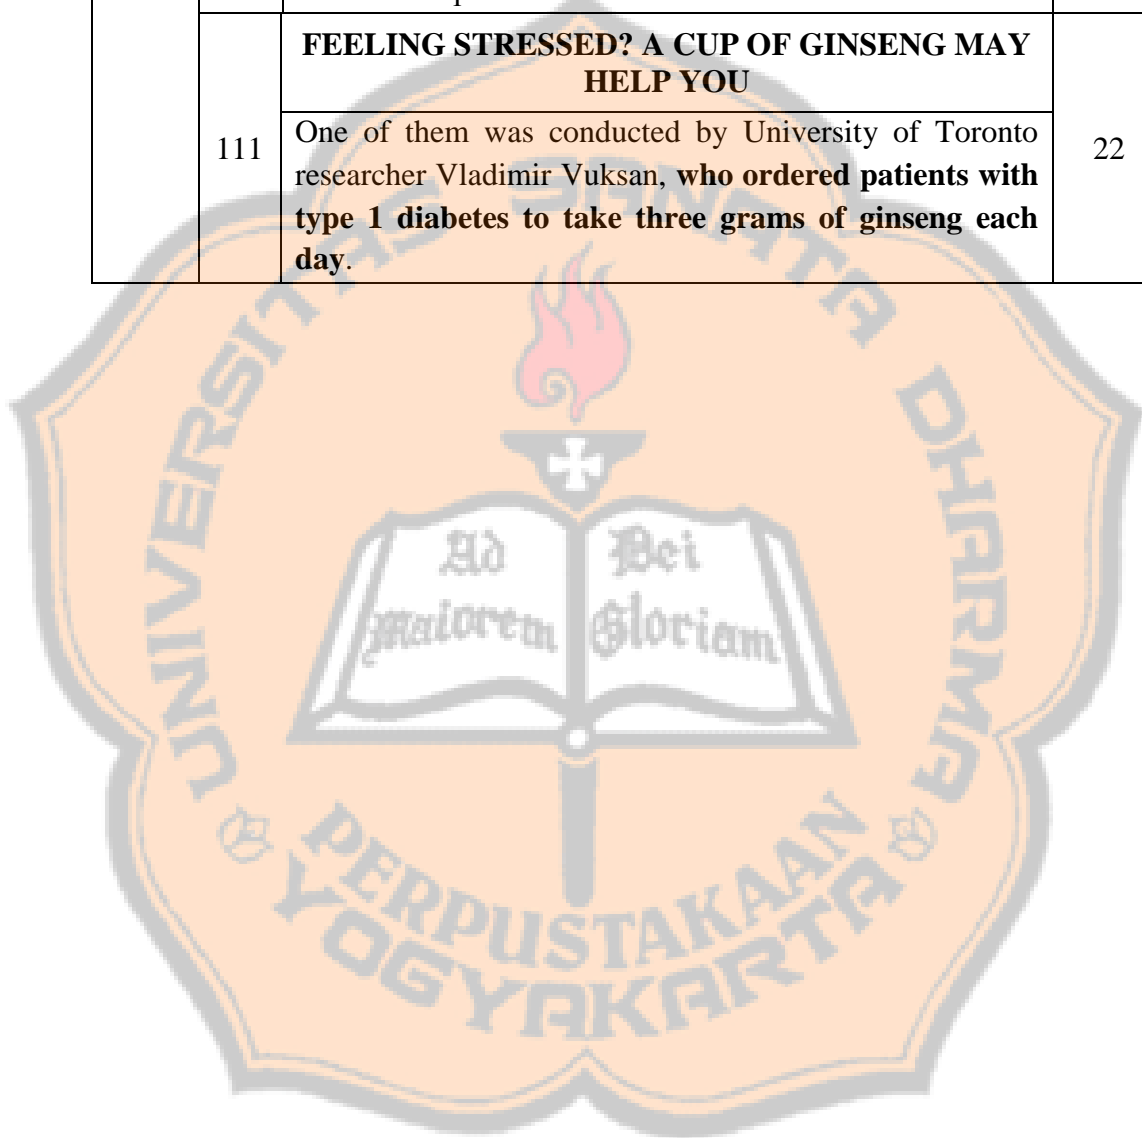 FEELING STRESSED? A CUP OF GINSENG MAY
HELP YOU
111
One of them was conducted by University of Toronto
researcher Vladimir Vuksan, who ordered patients with
type 1 diabetes to take three grams of ginseng each
day.
22
UNIVERSITAS SANATA DHARMA
Ad Dei
Maiorem Gloriam
PERPUSTAKAAN
YOGYAKARTA